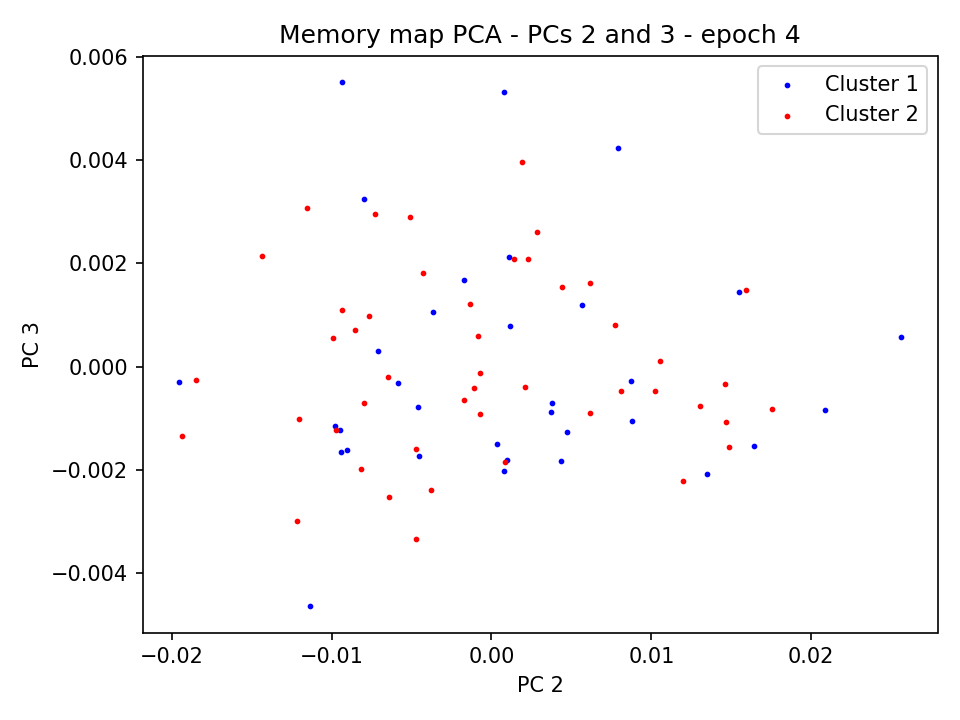 Memory map PCA - PCs 2 and 3 - epoch 4
Cluster 1
Cluster 2
PC 3
0.006
0.004
0.002
0.000
−0.002
−0.004
−0.02
−0.01
0.00
0.01
0.02
PC 2